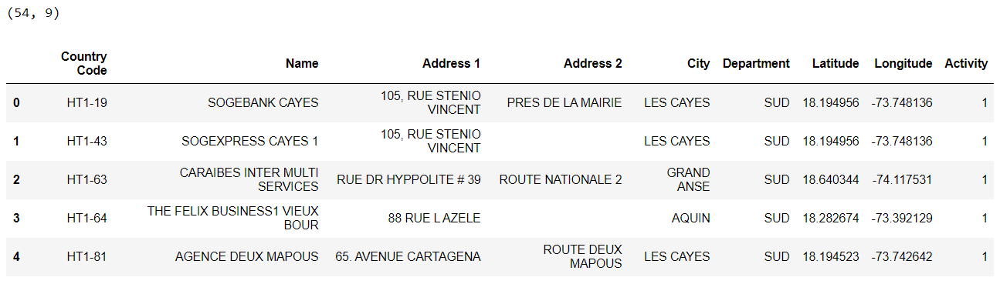 (54, 9)
Country Code Name Address 1 Address 2 City Department Latitude Longitude Activity
0 HT1-19 SOGEBANK CAYES 105, RUE STENIO VINCENT PRES DE LA MAIRIE LES CAYES SUD 18.194956 -73.748136 1
1 HT1-43 SOGEXPRESS CAYES 1 105, RUE STENIO VINCENT LES CAYES SUD 18.194956 -73.748136 1
2 HT1-63 CARAIBES INTER MULTI SERVICES RUE DR HYPPOLITE # 39 ROUTE NATIONALE 2 GRAND ANSE SUD 18.640344 -74.117531 1
3 HT1-64 THE FELIX BUSINESS1 VIEUX BOUR 88 RUE LAZELE AQUIN SUD 18.282674 -73.392129 1
4 HT1-81 AGENCE DEUX MAPOUS 65. AVENUE CARTAGENA ROUTE DEUX MAPOUS LES CAYES SUD 18.194523 -73.742642 1